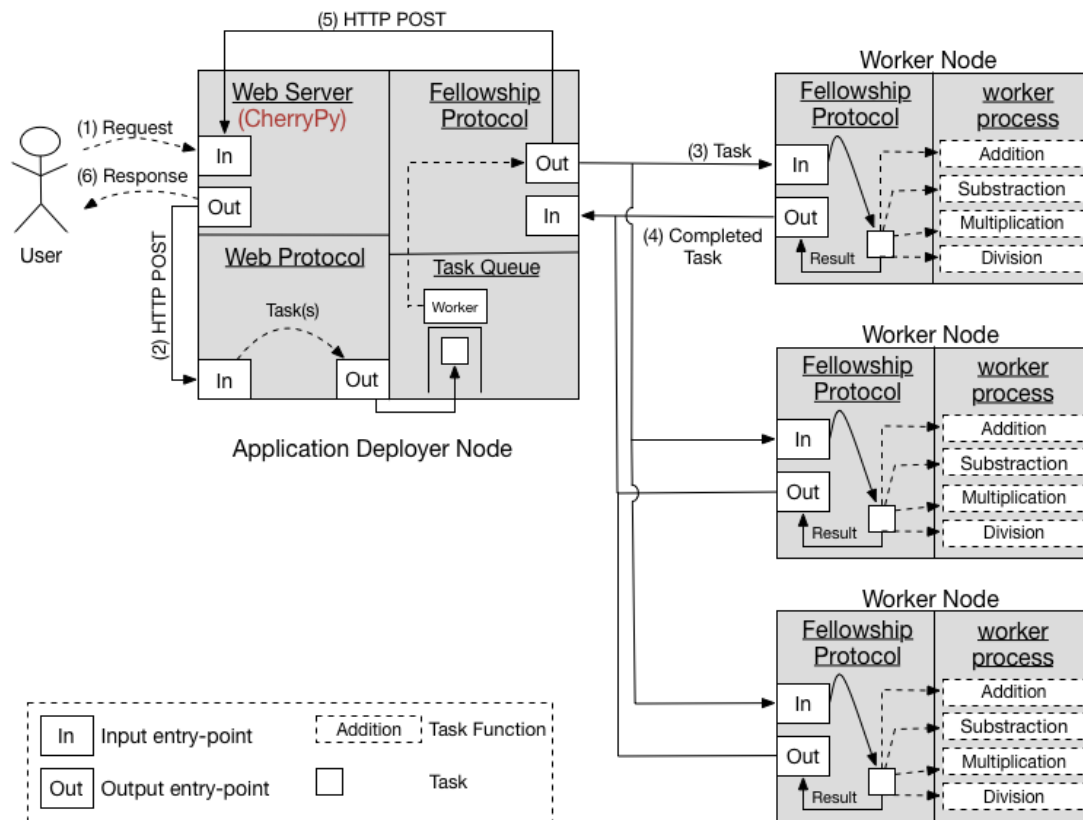 (5) HTTP POST
Web Server
(CherryPy)
Fellowship
Protocol
(1) Request
In
(6) Response
Out
User
Out
In
(2) HTTP POST
Web Protocol
Task(s)
In
Out
Task Queue
Worker
Application Deployer Node
(3) Task
(4) Completed
Task
Worker Node
Fellowship
Protocol
worker
process
In
Out
Result
Addition
Substraction
Multiplication
Division
Worker Node
Fellowship
Protocol
worker
process
In
Out
Result
Addition
Substraction
Multiplication
Division
Worker Node
Fellowship
Protocol
worker
process
In
Out
Result
Addition
Substraction
Multiplication
Division
In Input entry-point
Addition Task Function
Out Output entry-point
Task